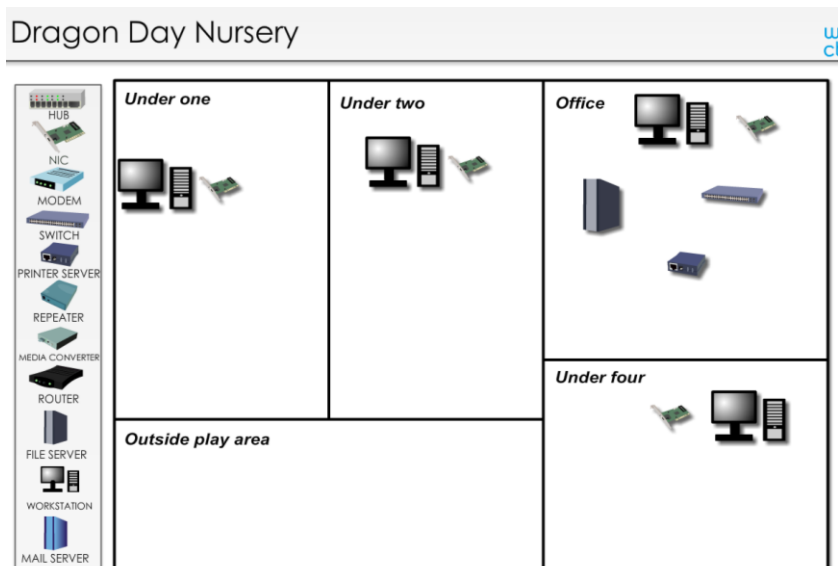 Dragon Day Nursery
HUB
NIC
MODEM
SWITCH
PRINTER SERVER
REPEATER
MEDIA CONVERTER
ROUTER
FILE SERVER
WORKSTATION
MAIL SERVER
Under one
Under two
Office
Under four
Outside play area